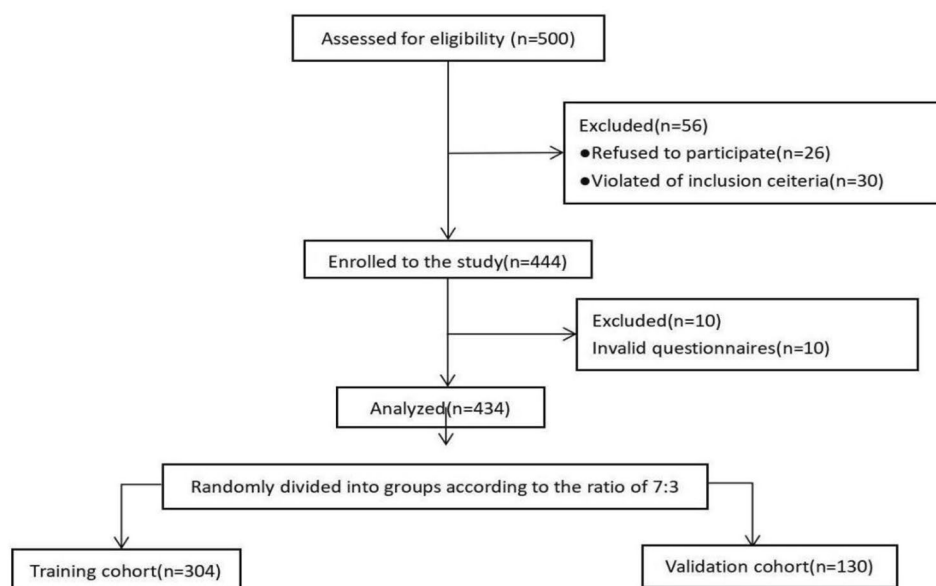 Assessed for eligibility (n=500)
Excluded(n=56)
●Refused to participate(n=26)
●Violated of inclusion ceiteria(n=30)
Enrolled to the study(n=444)
Excluded(n=10)
Invalid questionnaires(n=10)
Analyzed(n=434)
Randomly divided into groups according to the ratio of 7:3
Training cohort(n=304)
Validation cohort(n=130)